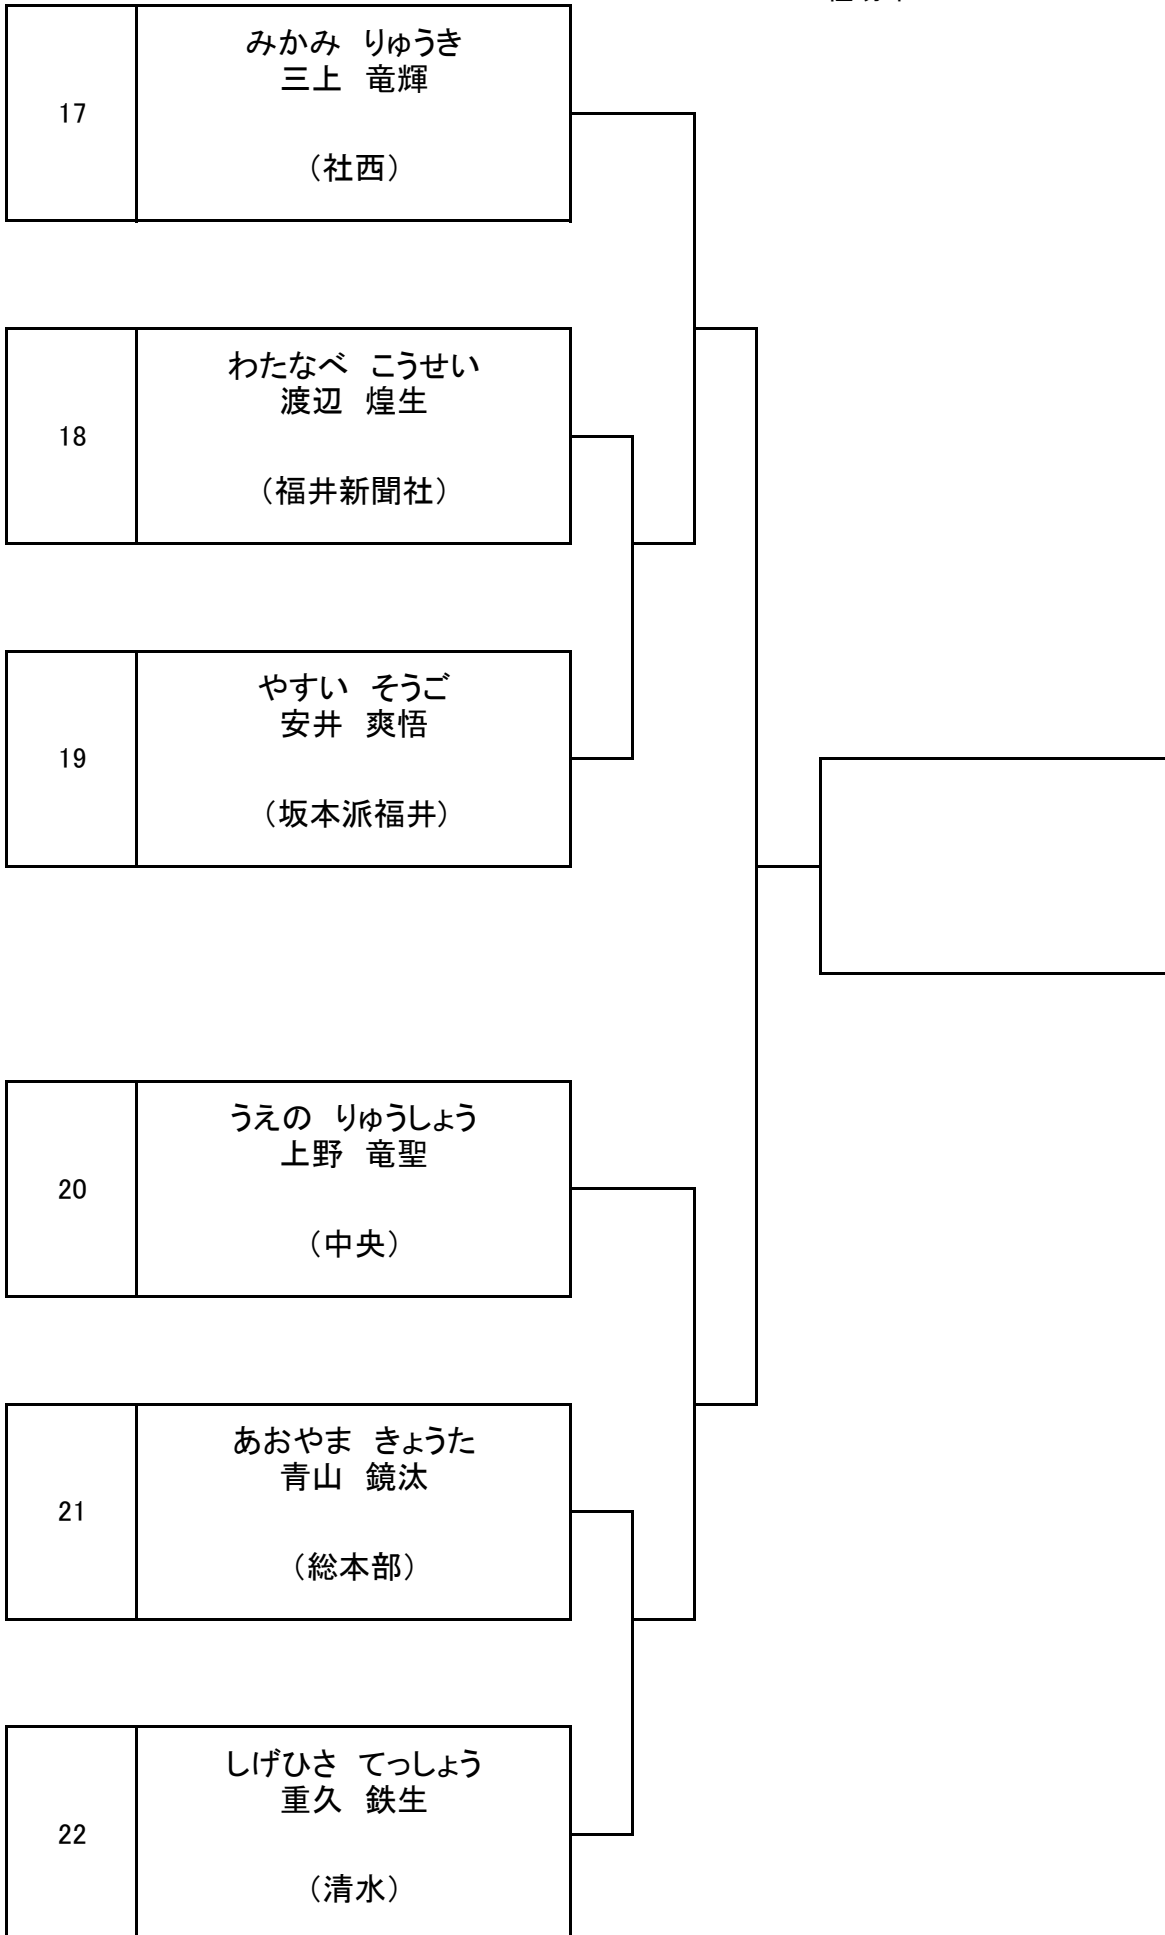 17
みかみ りゅうき
三上 竜輝
（社西）
18
わたなべ こうせい
渡辺 煌生
（福井新聞社）
19
やすい そうご
安井 爽悟
（坂本派福井）
20
うえの りゅうしょう
上野 竜聖
（中央）
21
あおやま きょうた
青山 鏡汰
（総本部）
22
しげひさ てっしょう
重久 鉄生
（清水）